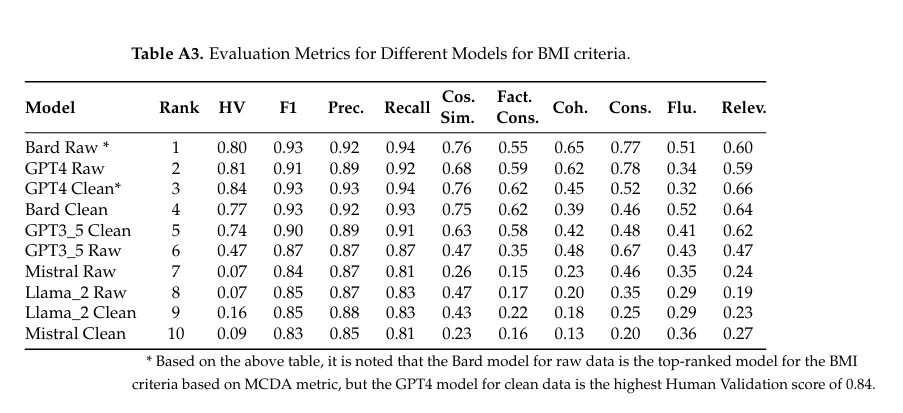 Table A3. Evaluation Metrics for Different Models for BMI criteria.
Model Rank HV F1 Prec. Recall Cos. Sim. Fact. Cons. Coh. Cons. Flu. Relev.
Bard Raw * 1 0.80 0.93 0.92 0.94 0.76 0.55 0.65 0.77 0.51 0.60
GPT4 Raw 2 0.81 0.91 0.89 0.92 0.68 0.59 0.62 0.78 0.34 0.59
GPT4 Clean* 3 0.84 0.93 0.93 0.94 0.76 0.62 0.45 0.52 0.32 0.66
Bard Clean 4 0.77 0.93 0.92 0.93 0.75 0.62 0.39 0.46 0.52 0.64
GPT3_5 Clean 5 0.74 0.90 0.89 0.91 0.63 0.58 0.42 0.48 0.41 0.62
GPT3_5 Raw 6 0.47 0.87 0.87 0.87 0.47 0.35 0.48 0.67 0.43 0.47
Mistral Raw 7 0.07 0.84 0.87 0.81 0.26 0.15 0.23 0.46 0.35 0.24
Llama_2 Raw 8 0.07 0.85 0.87 0.83 0.47 0.17 0.20 0.35 0.29 0.19
Llama_2 Clean 9 0.16 0.85 0.88 0.83 0.43 0.22 0.18 0.25 0.29 0.23
Mistral Clean 10 0.09 0.83 0.85 0.81 0.23 0.16 0.13 0.20 0.36 0.27
* Based on the above table, it is noted that the Bard model for raw data is the top-ranked model for the BMI
criteria based on MCDA metric, but the GPT4 model for clean data is the highest Human Validation score of 0.84.